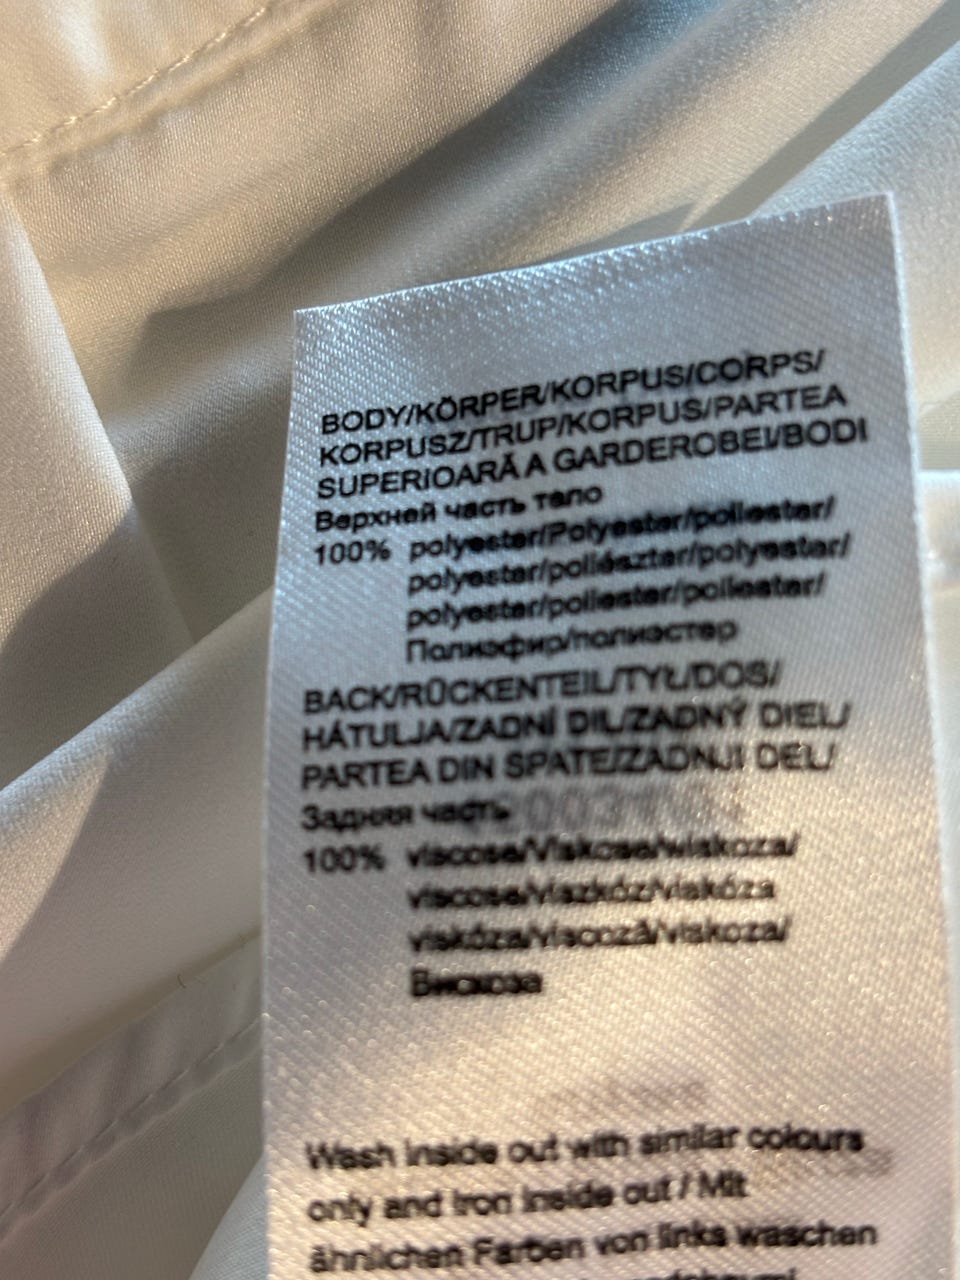 BODY/KÖRPER/KORPUS/CORPS/
KORPUSZ/TRUP/KORPUS/PARTEA
SUPERIOARĂ A GARDEROBEI/BODI
Верхней часть тело
100% polyester/Polyester/poliester/
polyester/poliészter/polyester/
polyester/poliester/poliester/
Полиэфир/полиэстер
BACK/RÜCKENTEIL/TYŁ/DOS/
HÁTULJA/ZADNÍ DIL/ZADNÝ DIEL/
PARTEA DIN SPATE/ZADNJI DEL/
Задняя часть
100% viscose/Viskose/wiskoza/
viscose/viszkóz/viskóza
viskóza/viscoză/viskoza/
Вискоза
Wash inside out with similar colours
only and iron inside out / Mit
ähnlichen Farben von links waschen